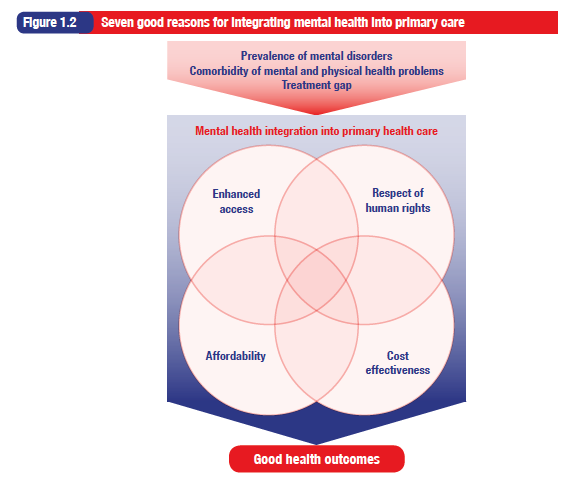 Figure 1.2 Seven good reasons for integrating mental health into primary care
Prevalence of mental disorders
Comorbidity of mental and physical health problems
Treatment gap
Mental health integration into primary health care
Enhanced
access
Respect of
human rights
Affordability
Cost
effectiveness
Good health outcomes